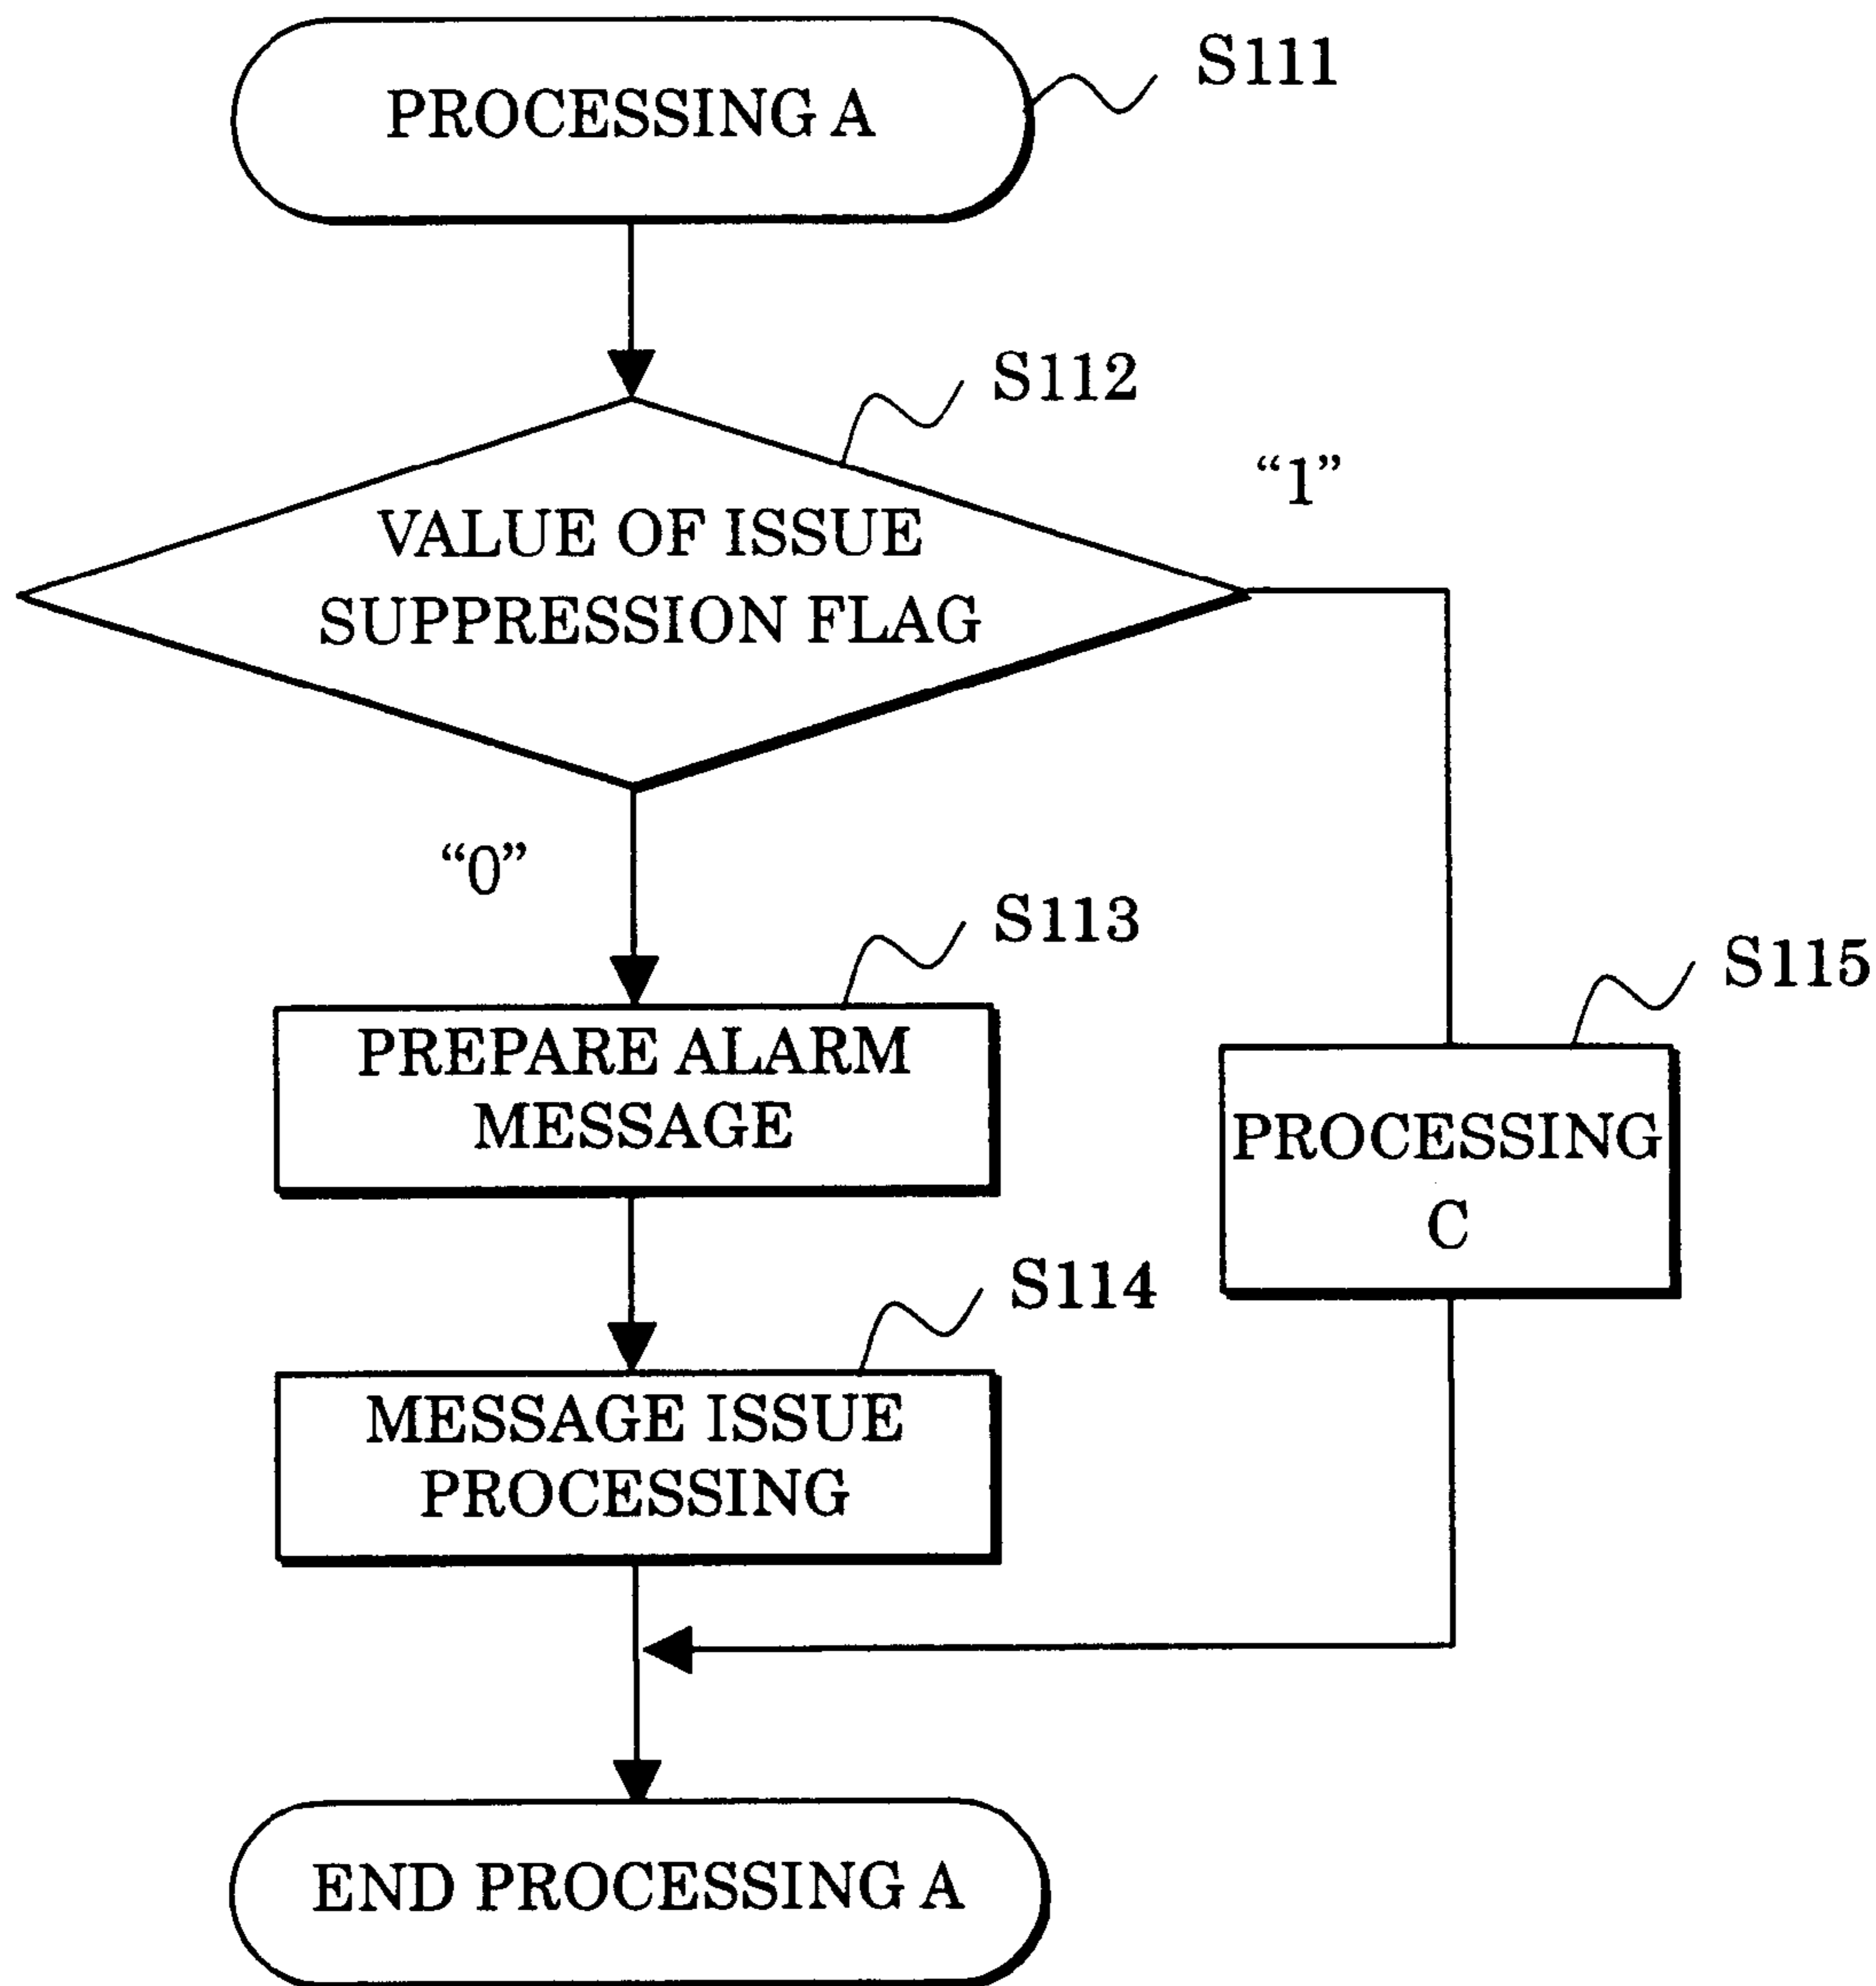 PROCESSING A
S111
S112
“1”
VALUE OF ISSUE
SUPPRESSION FLAG
“0”
S113
S115
PREPARE ALARM
MESSAGE
PROCESSING
C
S114
MESSAGE ISSUE
PROCESSING
END PROCESSING A